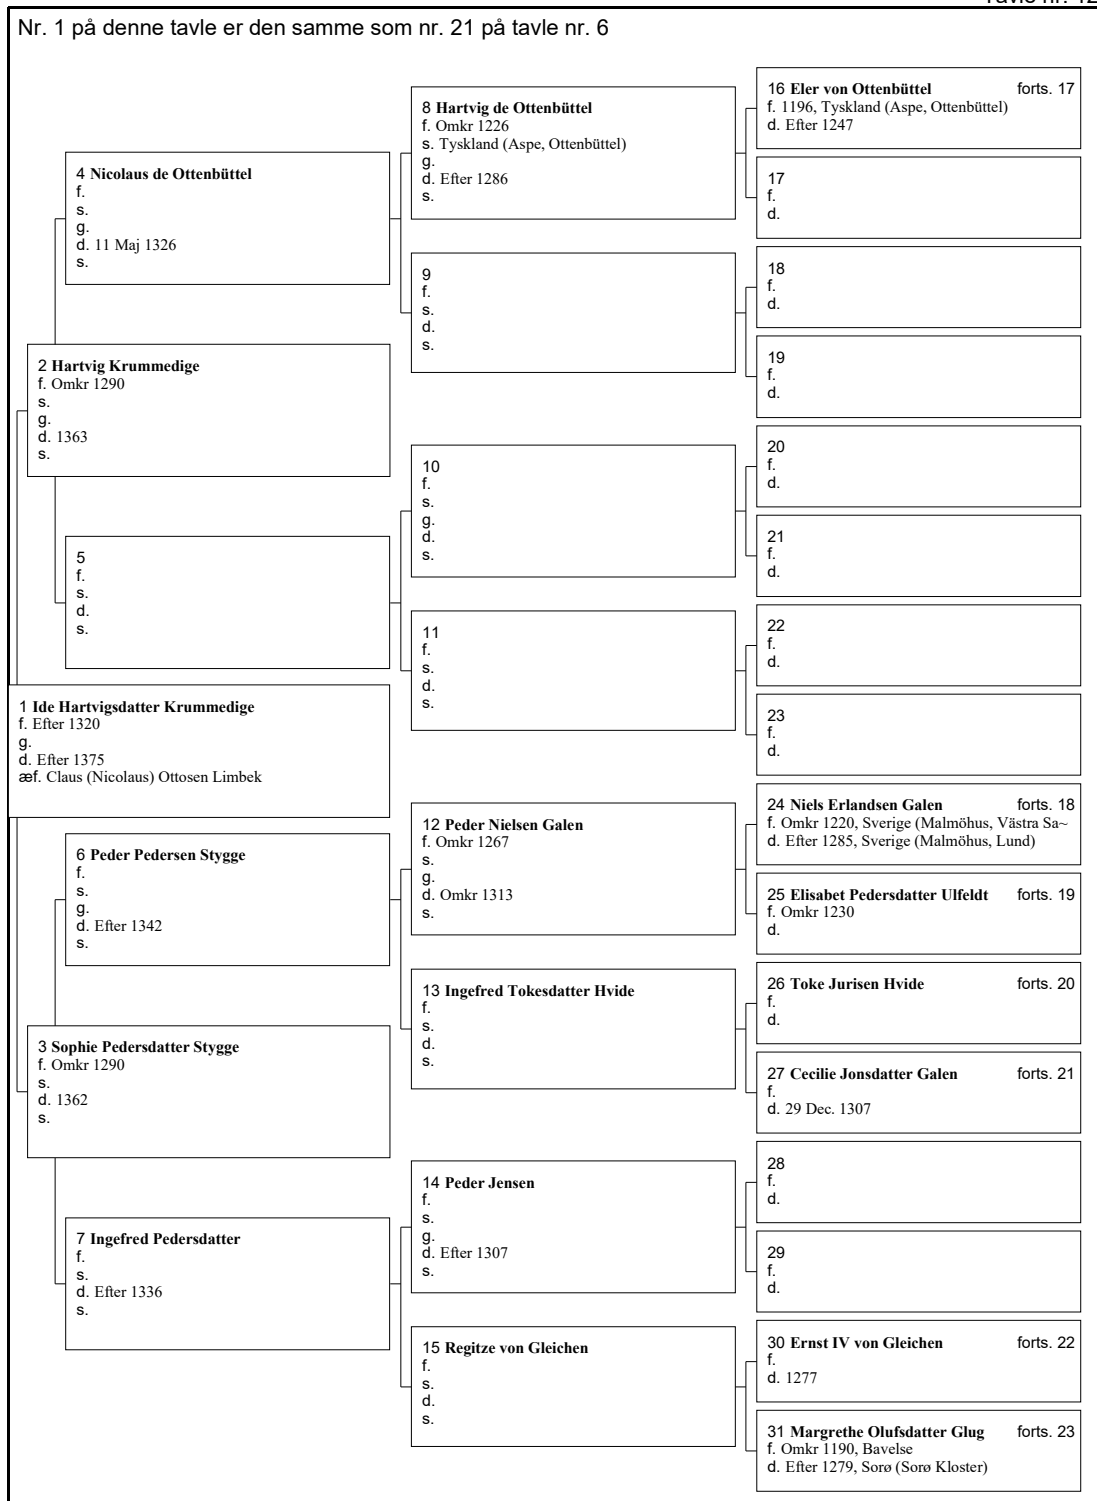 Nr. 1 på denne tavle er den samme som nr. 21 på tavle nr. 6
16 Eler von Ottenbüttel forts. 17
f. 1196, Tyskland (Aspe, Ottenbüttel)
d. Efter 1247
8 Hartvig de Ottenbüttel
f. Omkr 1226
s. Tyskland (Aspe, Ottenbüttel)
g.
d. Efter 1286
s.
4 Nicolaus de Ottenbüttel
f.
s.
g.
d. 11 Maj 1326
s.
17
f.
d.
18
f.
d.
9
f.
s.
d.
s.
19
f.
d.
2 Hartvig Krummedige
f. Omkr 1290
s.
g.
d. 1363
s.
20
f.
d.
10
f.
s.
g.
d.
s.
21
f.
d.
5
f.
s.
d.
s.
22
f.
d.
11
f.
s.
d.
s.
23
f.
d.
1 Ide Hartvigsdatter Krummedige
f. Efter 1320
g.
d. Efter 1375
æf. Claus (Nicolaus) Ottosen Limbek
24 Niels Erlandsen Galen forts. 18
f. Omkr 1220, Sverige (Malmöhus, Västra Sa~
d. Efter 1285, Sverige (Malmöhus, Lund)
12 Peder Nielsen Galen
f. Omkr 1267
s.
g.
d. Omkr 1313
s.
6 Peder Pedersen Stygge
f.
s.
g.
d. Efter 1342
s.
25 Elisabet Pedersdatter Ulfeldt forts. 19
f. Omkr 1230
d.
26 Toke Jurisen Hvide forts. 20
f.
d.
13 Ingefred Tokesdatter Hvide
f.
s.
d.
s.
27 Cecilie Jonsdatter Galen forts. 21
f.
d. 29 Dec. 1307
3 Sophie Pedersdatter Stygge
f. Omkr 1290
s.
d. 1362
s.
28
f.
d.
14 Peder Jensen
f.
s.
g.
d. Efter 1307
s.
29
f.
d.
7 Ingefred Pedersdatter
f.
s.
d. Efter 1336
s.
30 Ernst IV von Gleichen forts. 22
f.
d. 1277
15 Regitze von Gleichen
f.
s.
d.
s.
31 Margrethe Olufsdatter Glug forts. 23
f. Omkr 1190, Bavelse
d. Efter 1279, Sorø (Sorø Kloster)